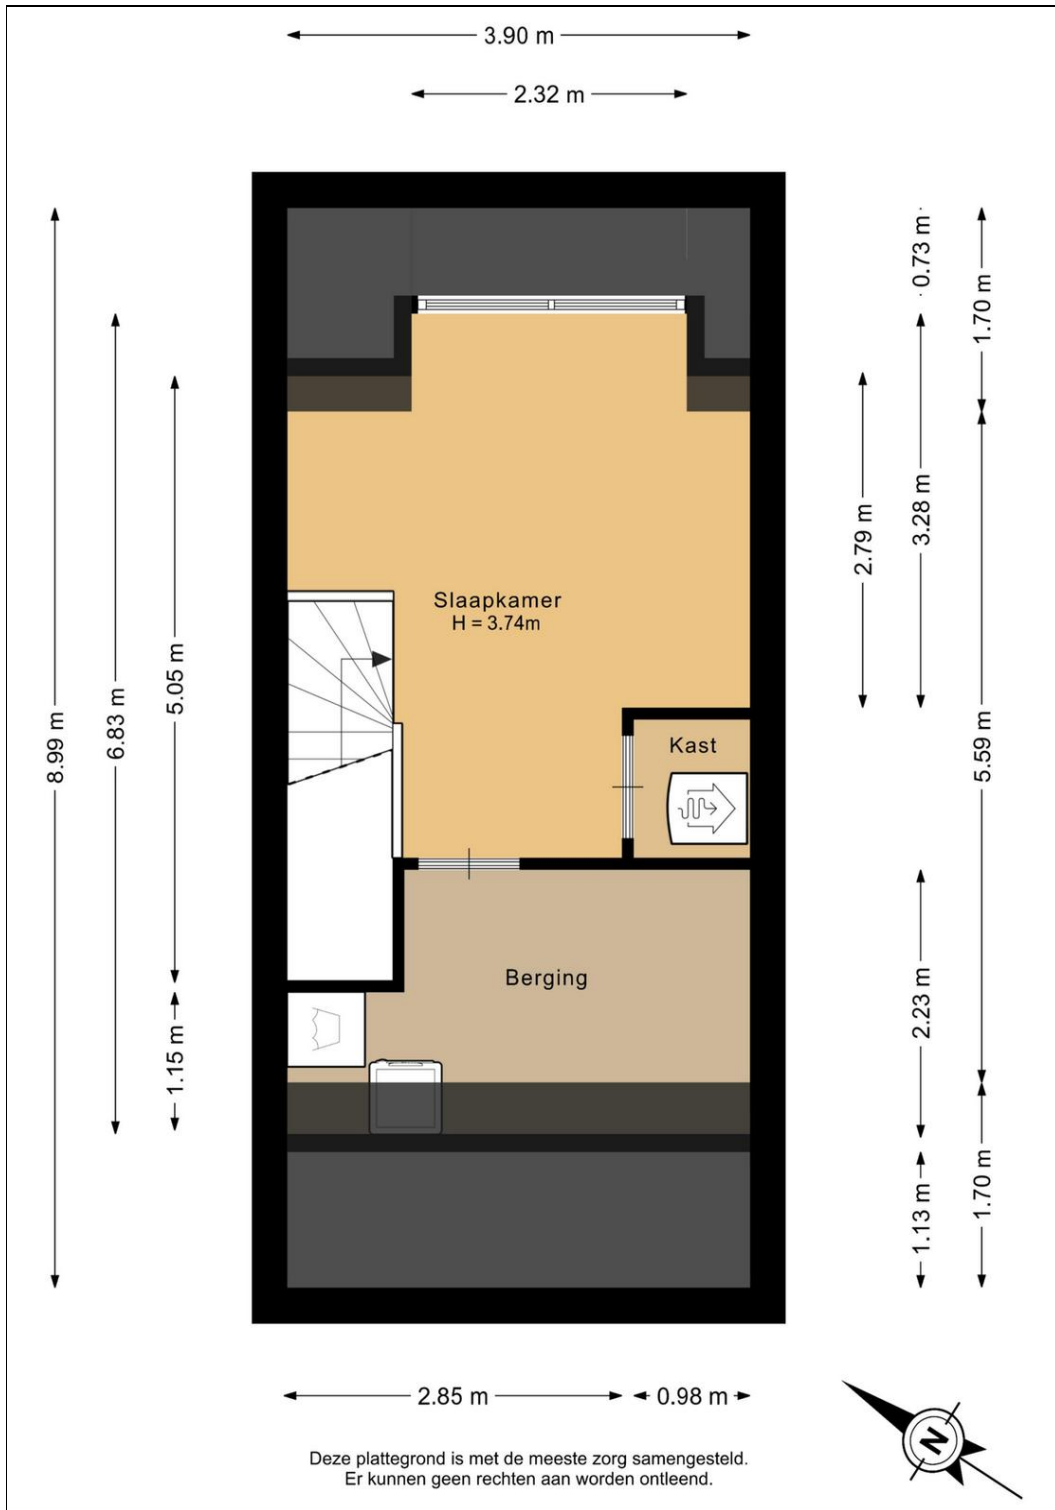 3.90 m
2.32 m
0.73 m
1.70 m
3.28 m
2.79 m
Slaapkamer
H = 3.74m
5.05 m
6.83 m
8.99 m
5.59 m
Kast
Berging
2.23 m
1.15 m
1.13 m
1.70 m
2.85 m
0.98 m
N
Deze plattegrond is met de meeste zorg samengesteld.
Er kunnen geen rechten aan worden ontleend.